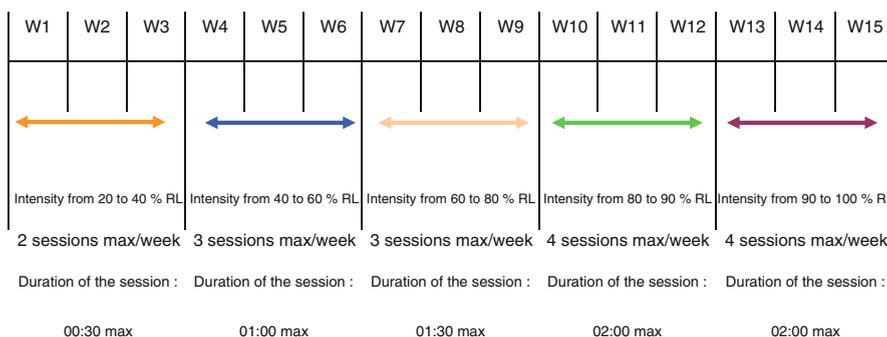 W1 W2 W3 W4 W5 W6 W7 W8 W9 W10 W11 W12 W13 W14 W15
Intensity from 20 to 40 % RL Intensity from 40 to 60 % RL Intensity from 60 to 80 % RL Intensity from 80 to 90 % RL Intensity from 90 to 100 % R
2 sessions max/week 3 sessions max/week 3 sessions max/week 4 sessions max/week 4 sessions max/week
Duration of the session : Duration of the session : Duration of the session : Duration of the session : Duration of the session :
00:30 max 01:00 max 01:30 max 02:00 max 02:00 max